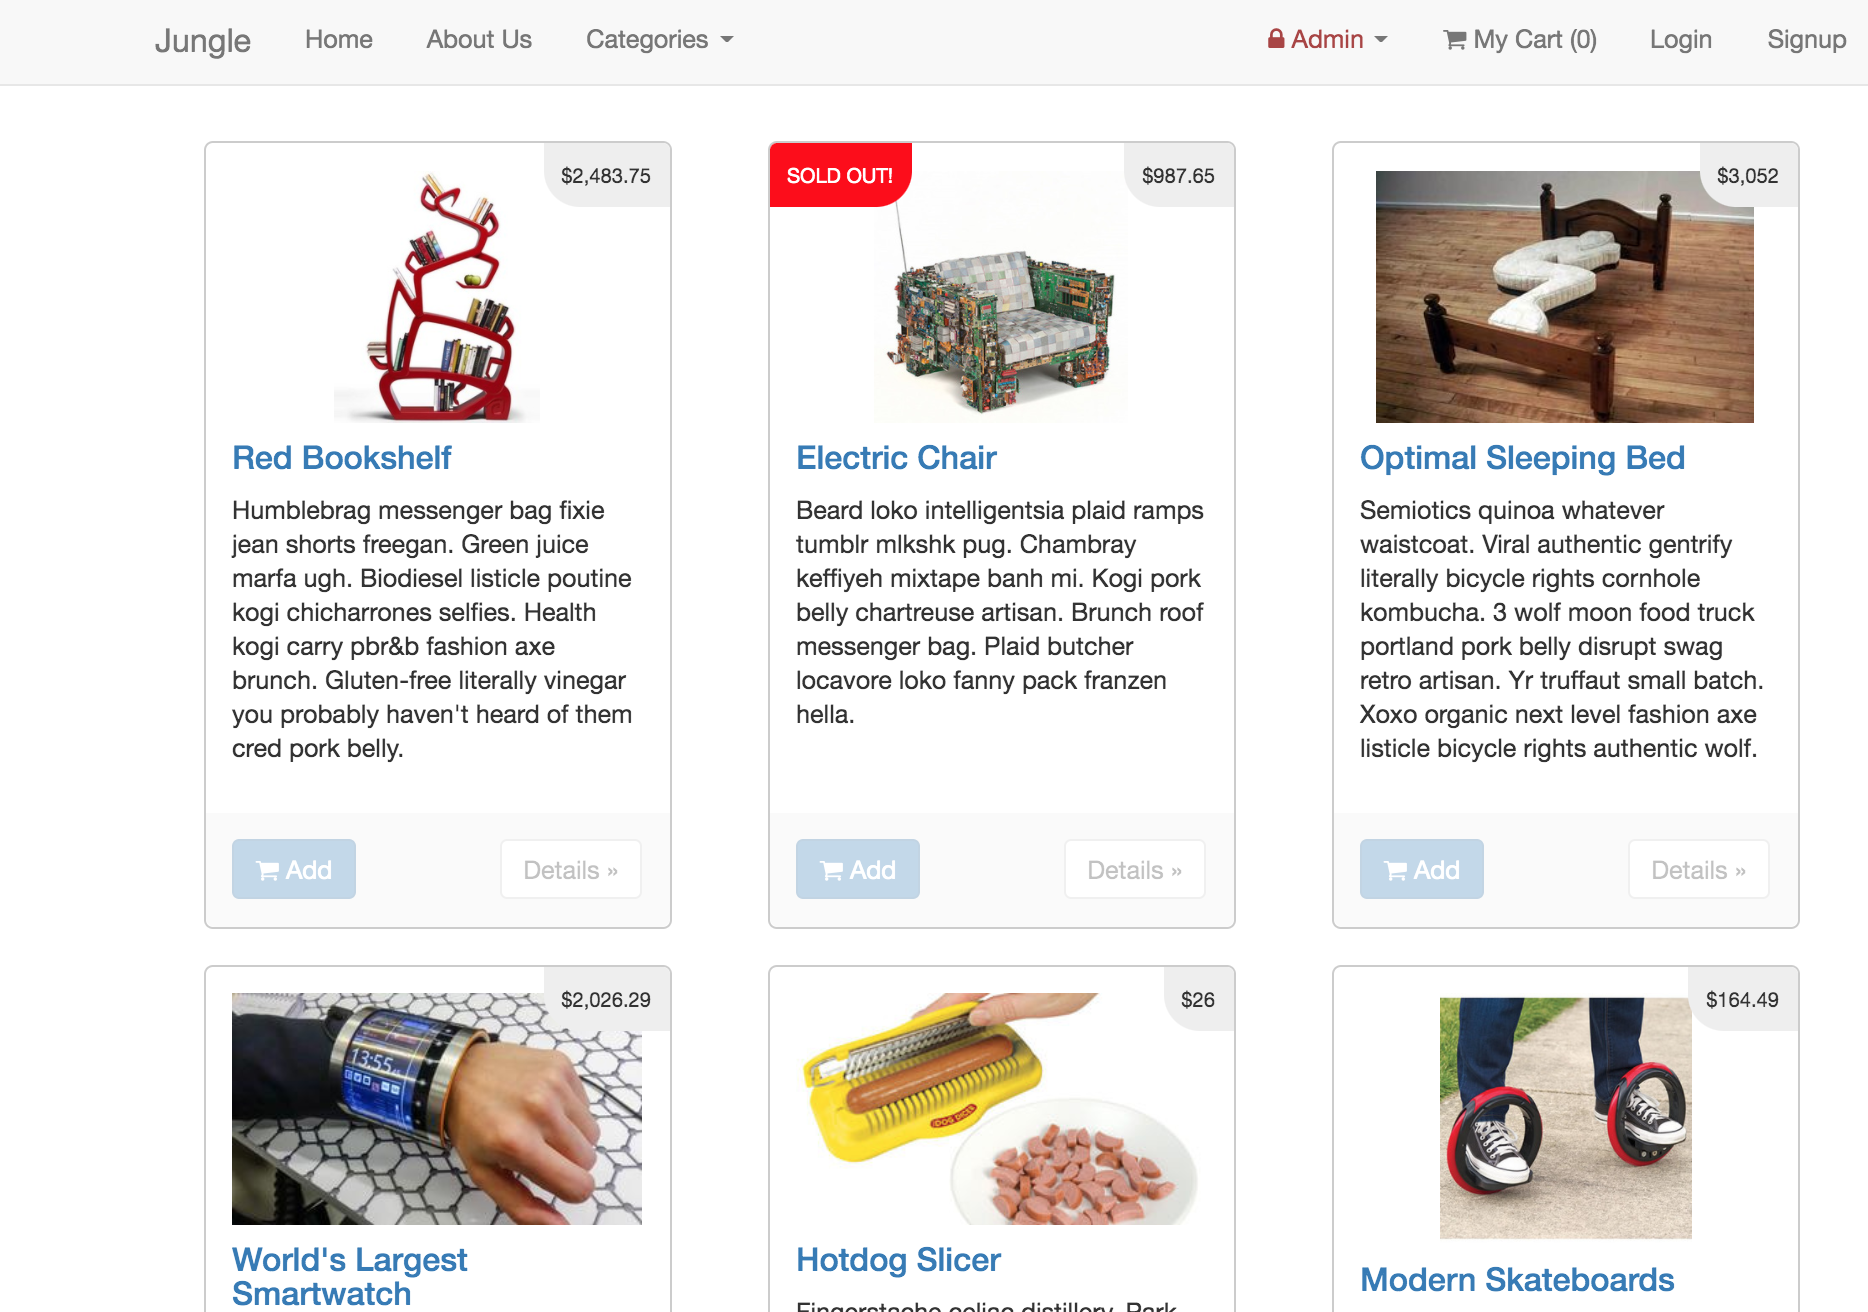 Jungle Home About Us Categories Admin My Cart (0) Login Signup
$2,483.75
SOLD OUT!
$987.65
$3,052
Red Bookshelf
Humblebrag messenger bag fixie
jean shorts freegan. Green juice
marfa ugh. Biodiesel listicle poutine
kogi chicharrones selfies. Health
kogi carry pbr&b fashion axe
brunch. Gluten-free literally vinegar
you probably haven't heard of them
cred pork belly.
Add Details »
Electric Chair
Beard loko intelligentsia plaid ramps
tumblr mlkshk pug. Chambray
keffiyeh mixtape banh mi. Kogi pork
belly chartreuse artisan. Brunch roof
messenger bag. Plaid butcher
locavore loko fanny pack franzen
hella.
Add Details »
Optimal Sleeping Bed
Semiotics quinoa whatever
waistcoat. Viral authentic gentrify
literally bicycle rights cornhole
kombucha. 3 wolf moon food truck
portland pork belly disrupt swag
retro artisan. Yr truffaut small batch.
Xoxo organic next level fashion axe
listicle bicycle rights authentic wolf.
Add Details »
$2,026.29
13:55
World's Largest
Smartwatch
$26
Hotdog Slicer
Fingerstache celiac distillery. Park
$164.49
Modern Skateboards